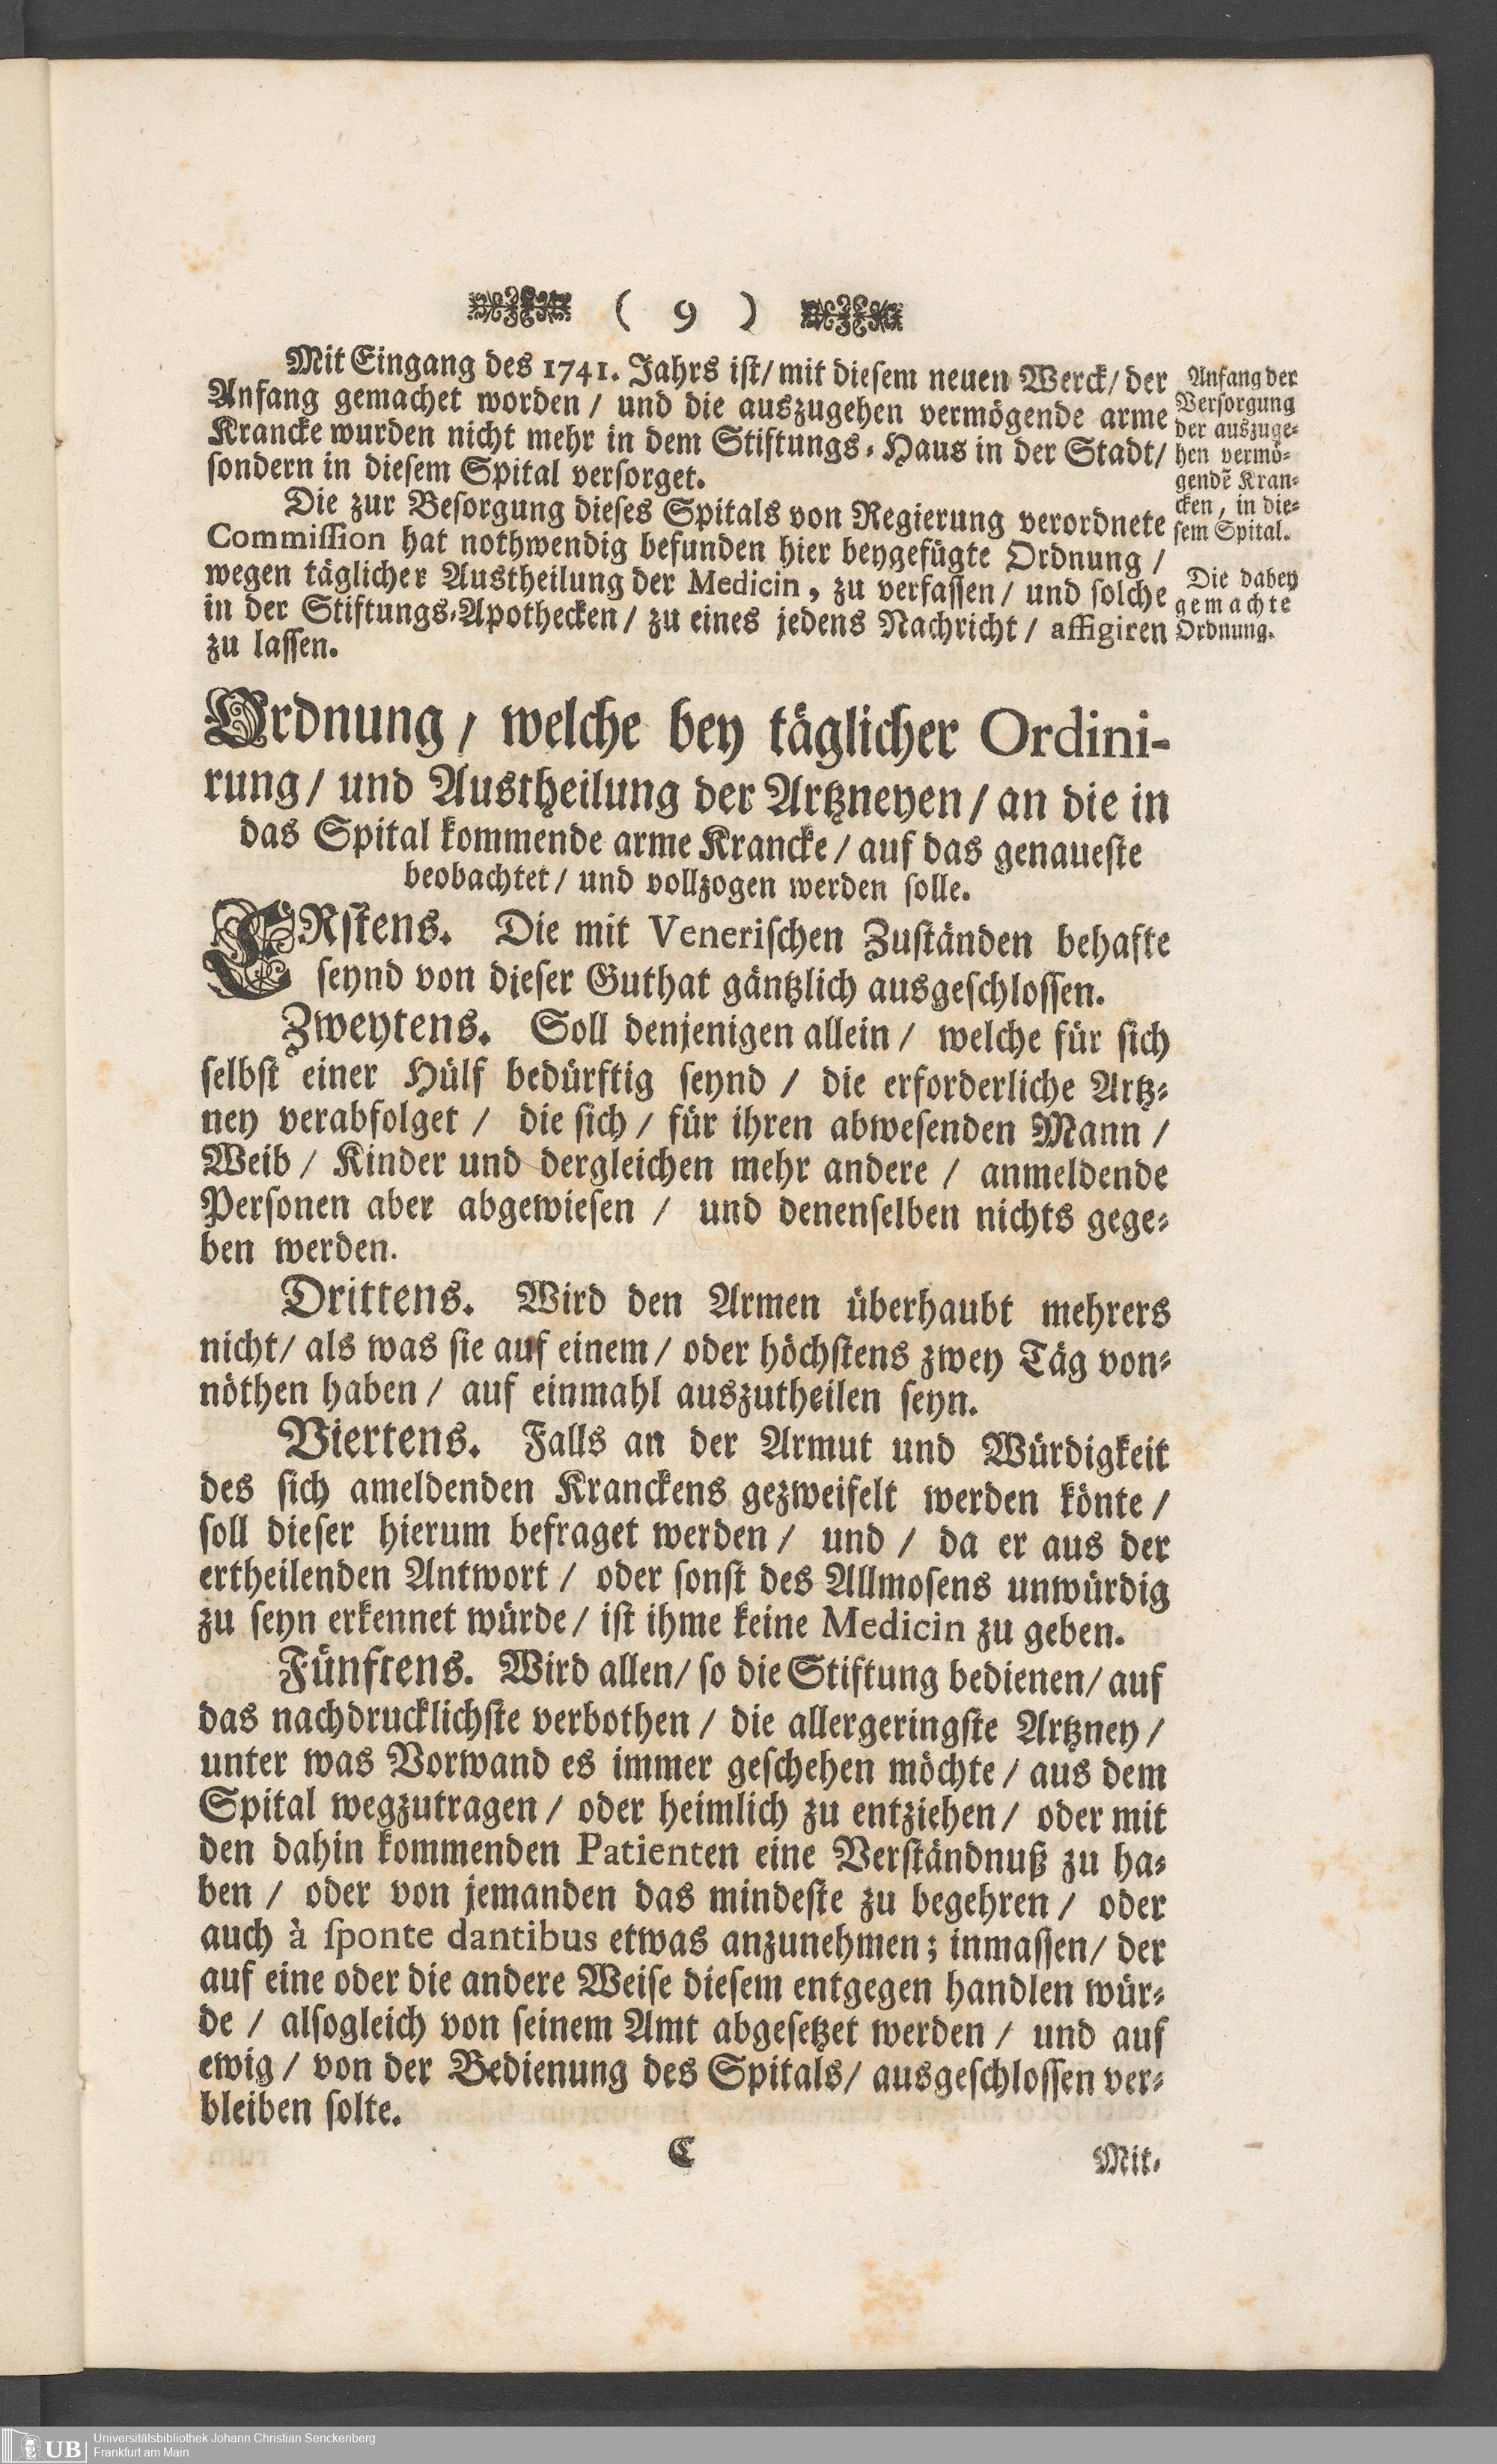 ( 9 )
Mit Eingang des 1741. Jahrs ist/ mit diesem neuen Werck/ der
Anfang gemachet worden/ und die auszugehen vermögende arme
Krancke wurden nicht mehr in dem Stiftungs-Haus in der Stadt/
sondern in diesem Spital versorget.
Anfang der
Versorgung
der auszuge-
hen vermö-
gendẽ Kran-
cken, in die-
sem Spital.
Die zur Besorgung dieses Spitals von Regierung verordnete
Commission hat nothwendig befunden hier beygefügte Ordnung/
wegen täglicher Austheilung der Medicin, zu verfassen/ und solche
in der Stiftungs-Apothecken/ zu eines jedens Nachricht/ affigiren
zu lassen.
Die dabey
gemachte
Ordnung.
Ordnung/ welche bey täglicher Ordini-
rung/ und Austheilung der Artzneyen/ an die in
das Spital kommende arme Krancke/ auf das genaueste
beobachtet/ und vollzogen werden solle.
ERstens. Die mit Venerischen Zuständen behafte
seynd von dieser Guthat gäntzlich ausgeschlossen.
Zweytens. Soll denjenigen allein/ welche für sich
selbst einer Hülf bedürftig seynd/ die erforderliche Artz-
ney verabfolget/ die sich/ für ihren abwesenden Mann/
Weib/ Kinder und dergleichen mehr andere/ anmeldende
Personen aber abgewiesen/ und denenselben nichts gege-
ben werden.
Drittens. Wird den Armen überhaubt mehrers
nicht/ als was sie auf einem/ oder höchstens zwey Täg von-
nöthen haben/ auf einmahl auszutheilen seyn.
Viertens. Falls an der Armut und Würdigkeit
des sich ameldenden Kranckens gezweifelt werden könte/
soll dieser hierum befraget werden/ und/ da er aus der
ertheilenden Antwort/ oder sonst des Allmosens unwürdig
zu seyn erkennet würde/ ist ihme keine Medicin zu geben.
Fünftens. Wird allen/ so die Stiftung bedienen/ auf
das nachdrucklichste verbothen/ die allergeringste Artzney/
unter was Vorwand es immer geschehen möchte/ aus dem
Spital wegzutragen/ oder heimlich zu entziehen/ oder mit
den dahin kommenden Patienten eine Verständnuß zu ha-
ben/ oder von jemanden das mindeste zu begehren/ oder
auch à sponte dantibus etwas anzunehmen; inmassen/ der
auf eine oder die andere Weise diesem entgegen handlen wür-
de/ alsogleich von seinem Amt abgesetzet werden/ und auf
ewig/ von der Bedienung des Spitals/ ausgeschlossen ver-
bleiben solte.
C
Mit-
UB
Universitätsbibliothek Johann Christian Senckenberg
Frankfurt am Main